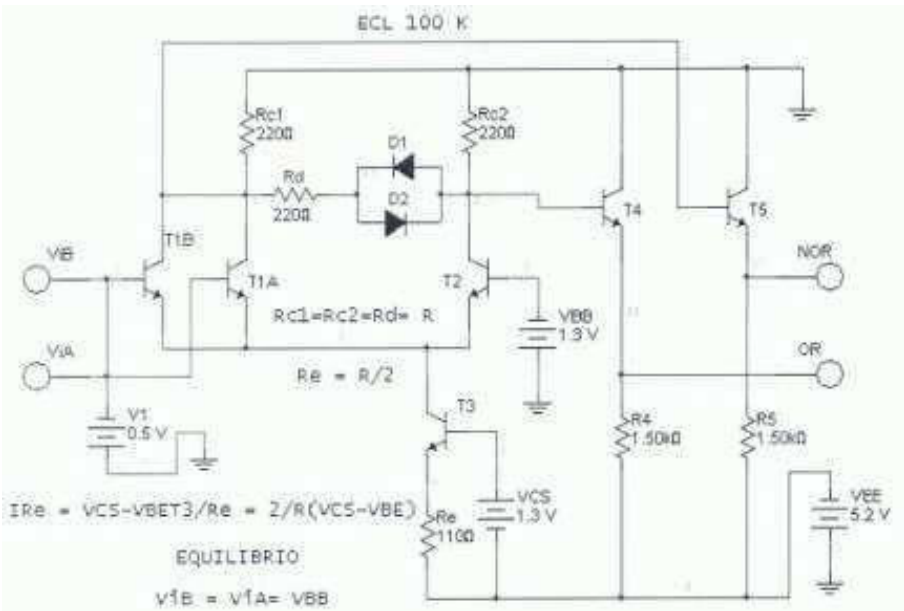 ECL 100 K
Rc1
220Ω
Rc2
220Ω
D1
Rd
220Ω
D2
T4
T5
ViB
T1B
T1A
T2
NOR
Rc1=Rc2=Rd= R
VBB
1.3 V
ViA
OR
Re = R/2
V1
0.5 V
T3
R4
1.50kΩ
R5
1.50kΩ
IRe = VCS-VBET3/Re = 2/R(VCS-VBE)
Re
110Ω
VCS
1.3 V
VEE
5.2 V
EQUILIBRIO
ViB = ViA= VBB